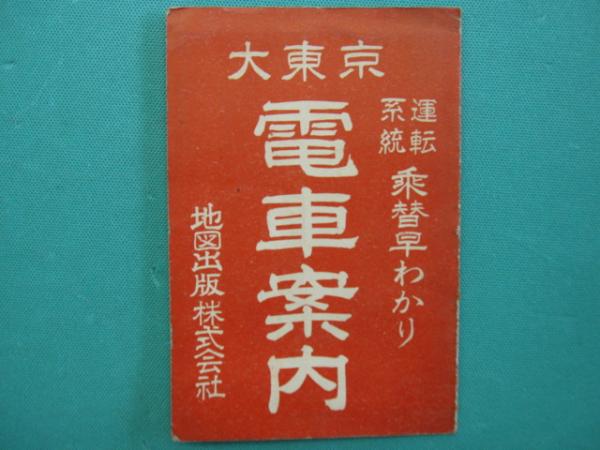 大東京
運転系統
乗替早わかり
電車案内
地図出版株式会社